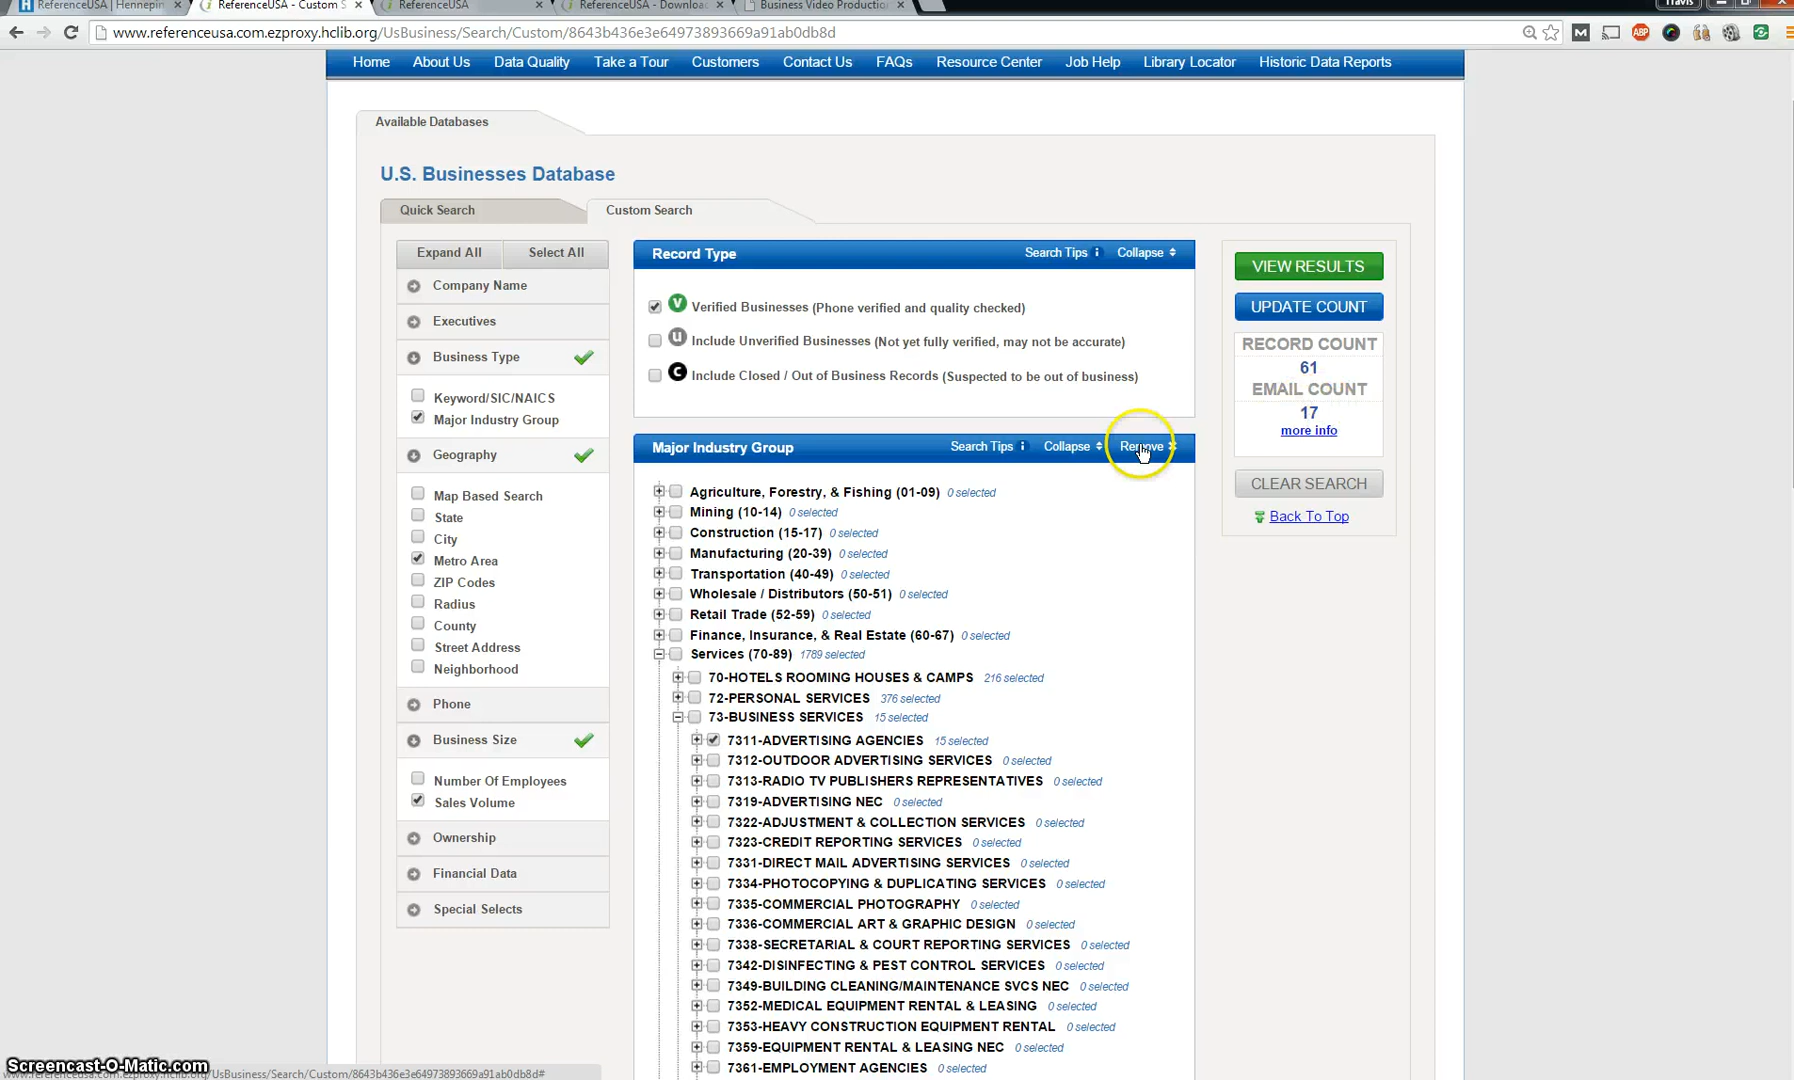 ReferenceUSA | Hennepin
ReferenceUSA - Custom S
ReferenceUSA
ReferenceUSA - Downloa
Business Video Productio
Travis
www.referenceusa.com.ezproxy.hclib.org/UsBusiness/Search/Custom/8643b436e3e64973893669a91ab0db8d
Home About Us Data Quality Take a Tour Customers Contact Us FAQs Resource Center Job Help Library Locator Historic Data Reports
Available Databases
U.S. Businesses Database
Quick Search Custom Search
Expand All Select All
Company Name
Executives
Business Type
Keyword/SIC/NAICS
Major Industry Group
Geography
Map Based Search
State
City
Metro Area
ZIP Codes
Radius
County
Street Address
Neighborhood
Phone
Business Size
Number Of Employees
Sales Volume
Ownership
Financial Data
Special Selects
Record Type Search Tips i Collapse
V Verified Businesses (Phone verified and quality checked)
u Include Unverified Businesses (Not yet fully verified, may not be accurate)
C Include Closed / Out of Business Records (Suspected to be out of business)
Major Industry Group Search Tips i Collapse Remove x
Agriculture, Forestry, & Fishing (01-09) 0 selected
Mining (10-14) 0 selected
Construction (15-17) 0 selected
Manufacturing (20-39) 0 selected
Transportation (40-49) 0 selected
Wholesale / Distributors (50-51) 0 selected
Retail Trade (52-59) 0 selected
Finance, Insurance, & Real Estate (60-67) 0 selected
Services (70-89) 1789 selected
70-HOTELS ROOMING HOUSES & CAMPS 216 selected
72-PERSONAL SERVICES 376 selected
73-BUSINESS SERVICES 15 selected
7311-ADVERTISING AGENCIES 15 selected
7312-OUTDOOR ADVERTISING SERVICES 0 selected
7313-RADIO TV PUBLISHERS REPRESENTATIVES 0 selected
7319-ADVERTISING NEC 0 selected
7322-ADJUSTMENT & COLLECTION SERVICES 0 selected
7323-CREDIT REPORTING SERVICES 0 selected
7331-DIRECT MAIL ADVERTISING SERVICES 0 selected
7334-PHOTOCOPYING & DUPLICATING SERVICES 0 selected
7335-COMMERCIAL PHOTOGRAPHY 0 selected
7336-COMMERCIAL ART & GRAPHIC DESIGN 0 selected
7338-SECRETARIAL & COURT REPORTING SERVICES 0 selected
7342-DISINFECTING & PEST CONTROL SERVICES 0 selected
7349-BUILDING CLEANING/MAINTENANCE SVCS NEC 0 selected
7352-MEDICAL EQUIPMENT RENTAL & LEASING 0 selected
7353-HEAVY CONSTRUCTION EQUIPMENT RENTAL 0 selected
7359-EQUIPMENT RENTAL & LEASING NEC 0 selected
7361-EMPLOYMENT AGENCIES 0 selected
VIEW RESULTS
UPDATE COUNT
RECORD COUNT
61
EMAIL COUNT
17
more info
CLEAR SEARCH
Back To Top
Screencast-O-Matic.com
www.referenceusa.com.ezproxy.hclib.org/UsBusiness/Search/Custom/8643b436e3e64973893669a91ab0db8d#